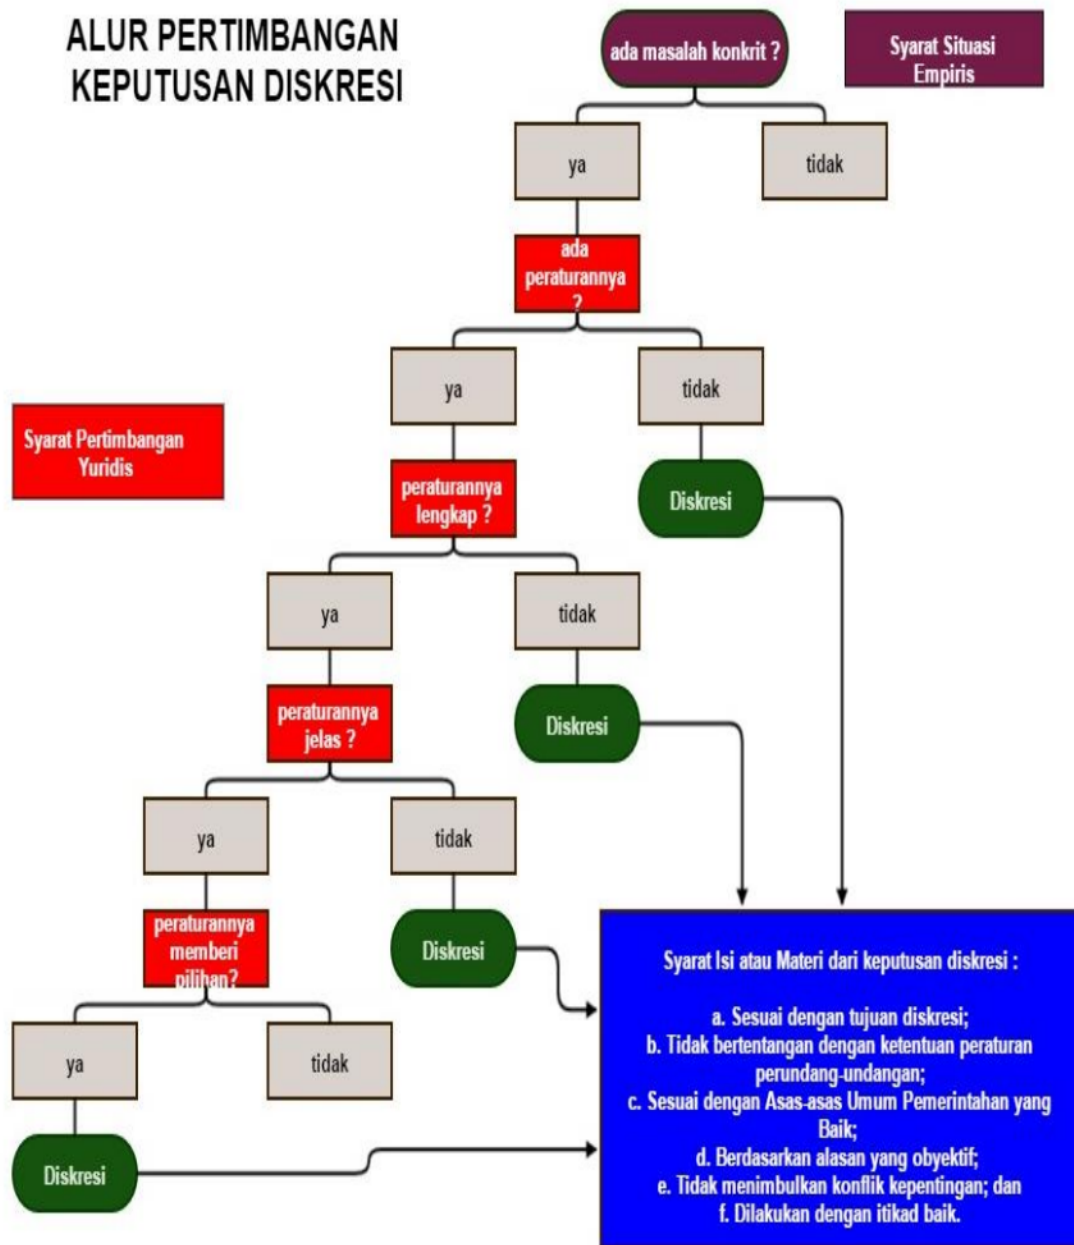 ALUR PERTIMBANGAN
KEPUTUSAN DISKRESI
ada masalah konkrit ?
Syarat Situasi
Empiris
ya
tidak
ada
peraturannya
?
ya
tidak
Syarat Pertimbangan
Yuridis
peraturannya
lengkap ?
Diskresi
ya
tidak
peraturannya
jelas ?
Diskresi
ya
tidak
peraturannya
memberi
pilihan?
Diskresi
ya
tidak
Diskresi
Syarat Isi atau Materi dari keputusan diskresi :
a. Sesuai dengan tujuan diskresi;
b. Tidak bertentangan dengan ketentuan peraturan
perundang-undangan;
c. Sesuai dengan Asas-asas Umum Pemerintahan yang
Baik;
d. Berdasarkan alasan yang obyektif;
e. Tidak menimbulkan konflik kepentingan; dan
f. Dilakukan dengan itikad baik.